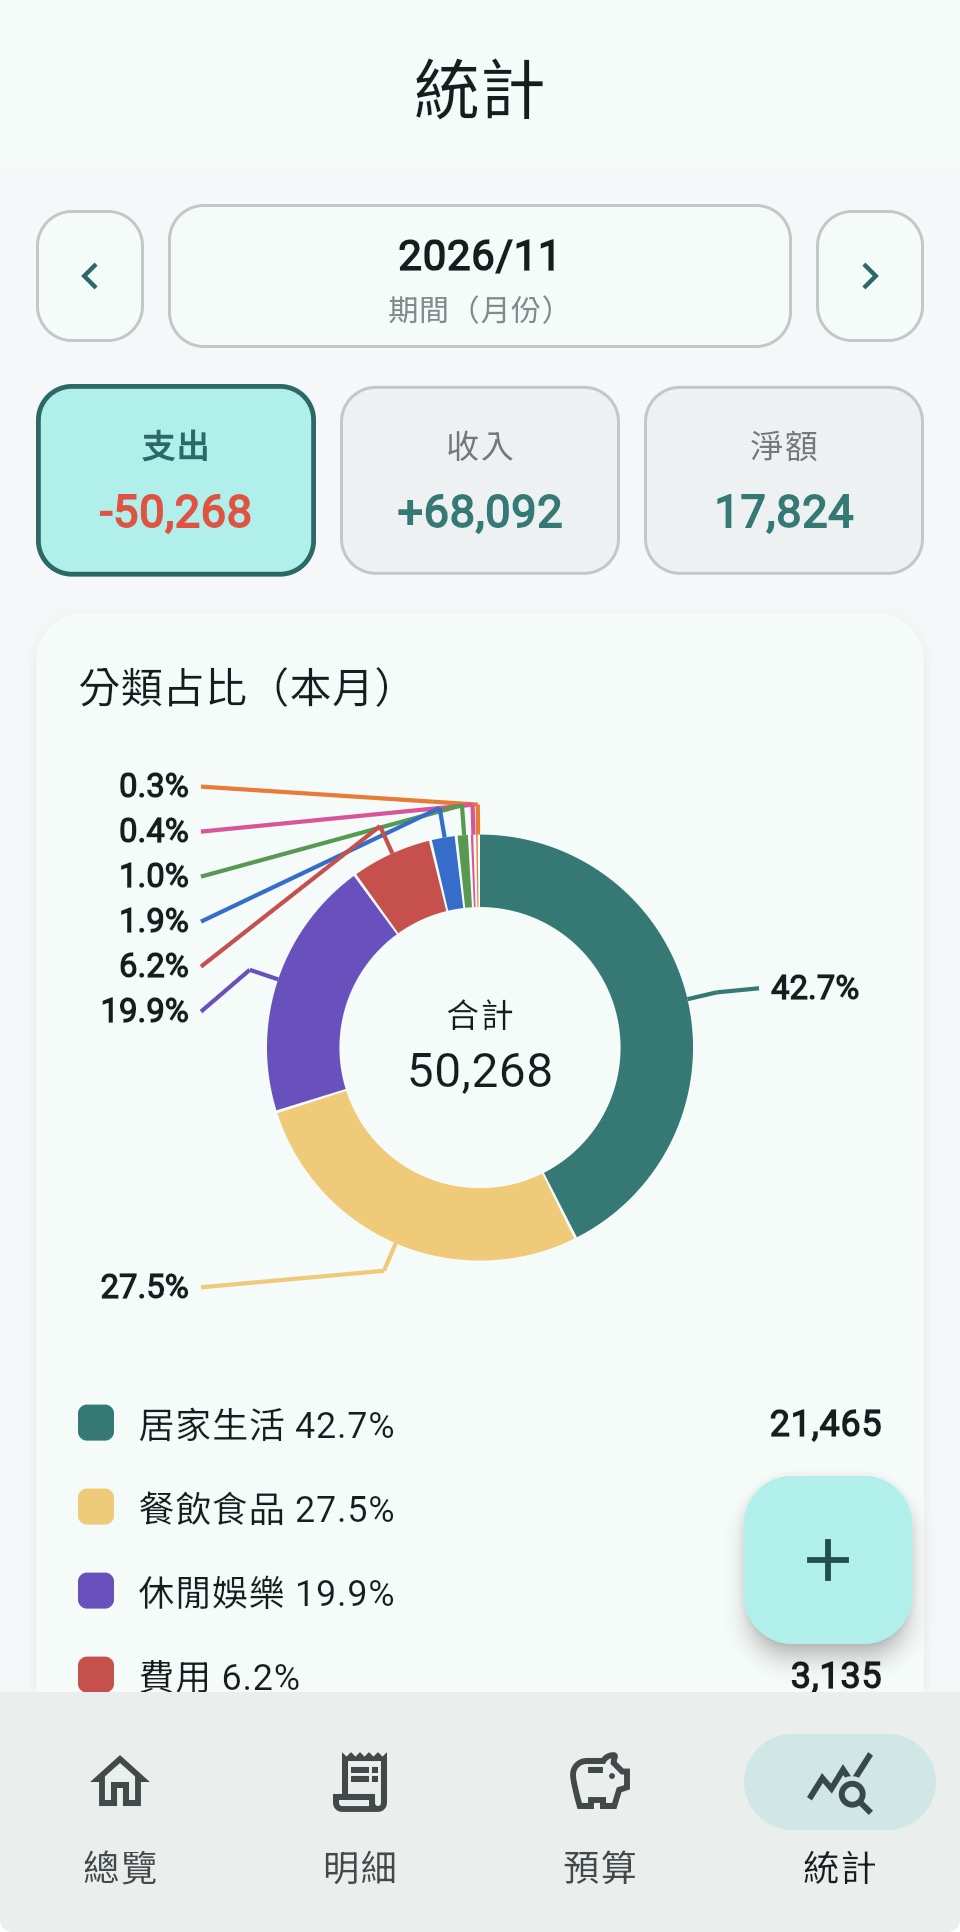 統計
2026/11
期間（月份）
支出
-50,268
收入
+68,092
淨額
17,824
分類占比（本月）
0.3%
0.4%
1.0%
1.9%
6.2%
19.9%
42.7%
27.5%
合計
50,268
居家生活 42.7% 21,465
餐飲食品 27.5%
休閒娛樂 19.9%
費用 6.2% 3,135
總覽
明細
預算
統計